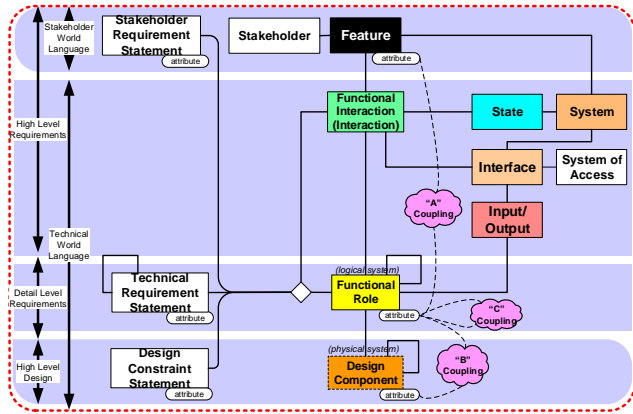 Stakeholder
World
Language
Stakeholder
Requirement
Statement
attribute
Stakeholder
Feature
attribute
High Level
Requirements
Functional
Interaction
(Interaction)
State
System
Interface
System of
Access
"A"
Coupling
Input/
Output
Technical
World
Language
Detail Level
Requirements
Technical
Requirement
Statement
attribute
(logical system)
Functional
Role
attribute
"C"
Coupling
High Level
Design
Design
Constraint
Statement
attribute
(physical system)
Design
Component
attribute
"B"
Coupling